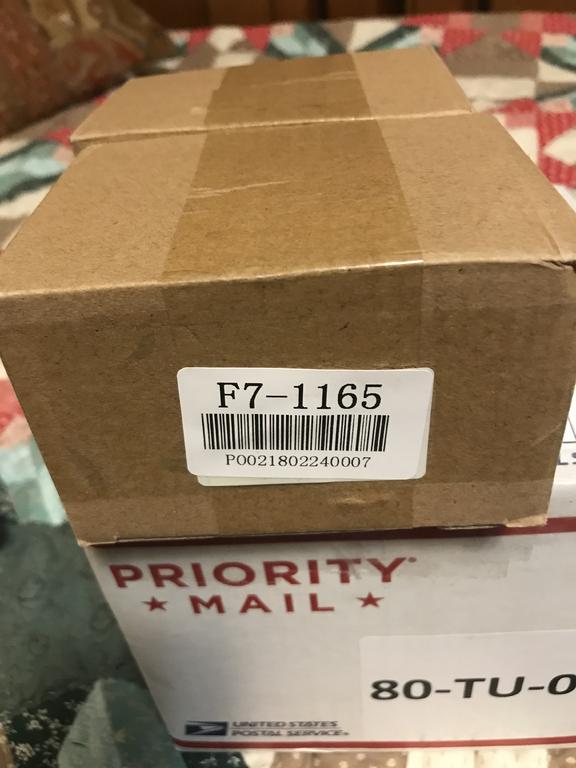 F7-1165
P0021802240007
PRIORITY®
★ MAIL ★
80-TU-0
UNITED STATES
POSTAL SERVICE®